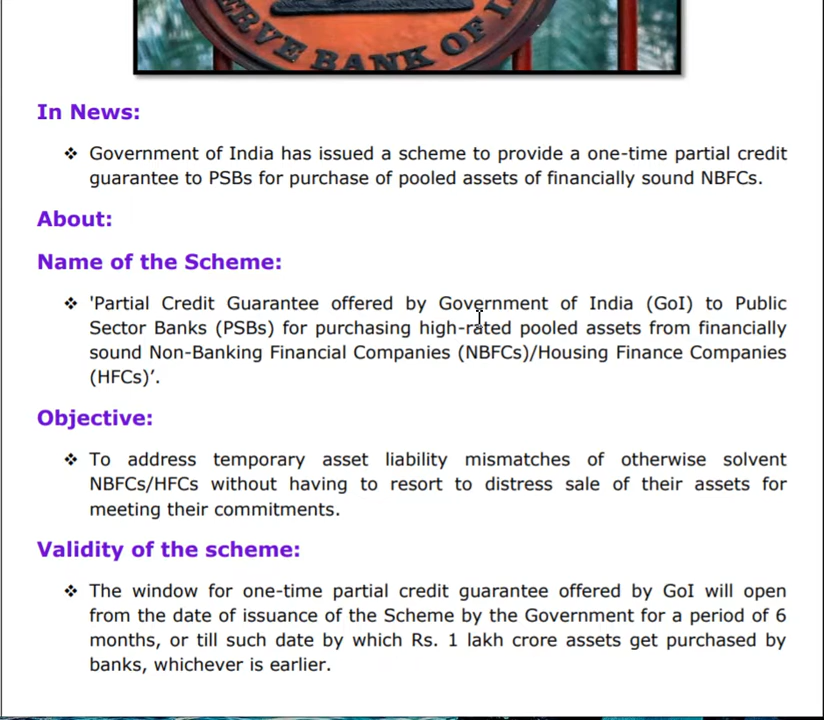 ERVE BANK OF I
In News:
❖ Government of India has issued a scheme to provide a one-time partial credit
guarantee to PSBs for purchase of pooled assets of financially sound NBFCs.
About:
Name of the Scheme:
❖ 'Partial Credit Guarantee offered by Government of India (GoI) to Public
Sector Banks (PSBs) for purchasing high-rated pooled assets from financially
sound Non-Banking Financial Companies (NBFCs)/Housing Finance Companies
(HFCs)’.
Objective:
❖ To address temporary asset liability mismatches of otherwise solvent
NBFCs/HFCs without having to resort to distress sale of their assets for
meeting their commitments.
Validity of the scheme:
❖ The window for one-time partial credit guarantee offered by GoI will open
from the date of issuance of the Scheme by the Government for a period of 6
months, or till such date by which Rs. 1 lakh crore assets get purchased by
banks, whichever is earlier.